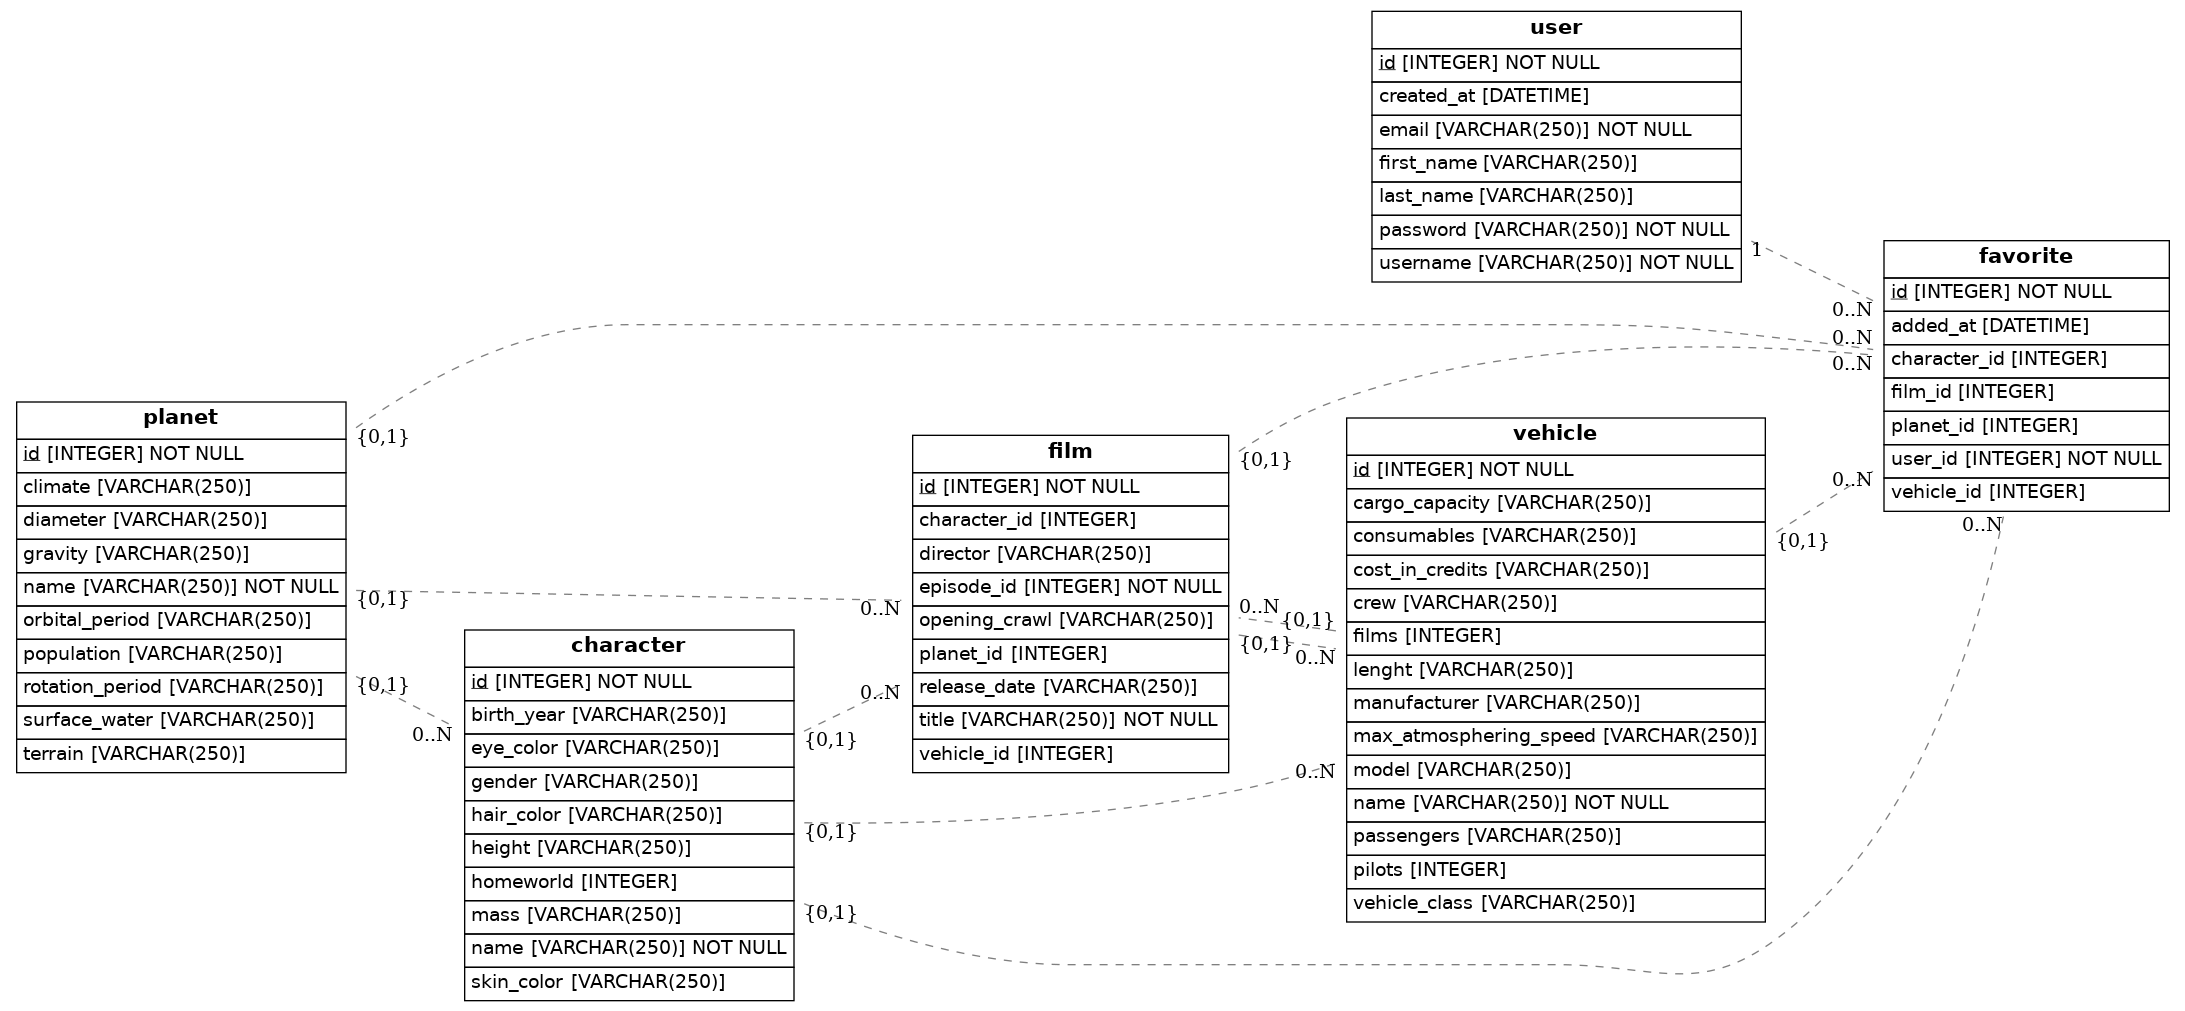 user
id [INTEGER] NOT NULL
created_at [DATETIME]
email [VARCHAR(250)] NOT NULL
first_name [VARCHAR(250)]
last_name [VARCHAR(250)]
password [VARCHAR(250)] NOT NULL
username [VARCHAR(250)] NOT NULL
1
0..N
0..N
0..N
favorite
id [INTEGER] NOT NULL
added_at [DATETIME]
character_id [INTEGER]
film_id [INTEGER]
planet_id [INTEGER]
user_id [INTEGER] NOT NULL
vehicle_id [INTEGER]
0..N
0..N
planet
id [INTEGER] NOT NULL
climate [VARCHAR(250)]
diameter [VARCHAR(250)]
gravity [VARCHAR(250)]
name [VARCHAR(250)] NOT NULL
orbital_period [VARCHAR(250)]
population [VARCHAR(250)]
rotation_period [VARCHAR(250)]
surface_water [VARCHAR(250)]
terrain [VARCHAR(250)]
{0,1}
{0,1}
{0,1}
0..N
character
id [INTEGER] NOT NULL
birth_year [VARCHAR(250)]
eye_color [VARCHAR(250)]
gender [VARCHAR(250)]
hair_color [VARCHAR(250)]
height [VARCHAR(250)]
homeworld [INTEGER]
mass [VARCHAR(250)]
name [VARCHAR(250)] NOT NULL
skin_color [VARCHAR(250)]
{0,1}
{0,1}
{0,1}
0..N
0..N
film
id [INTEGER] NOT NULL
character_id [INTEGER]
director [VARCHAR(250)]
episode_id [INTEGER] NOT NULL
opening_crawl [VARCHAR(250)]
planet_id [INTEGER]
release_date [VARCHAR(250)]
title [VARCHAR(250)] NOT NULL
vehicle_id [INTEGER]
{0,1}
0..N
{0,1}
{0,1}
0..N
0..N
vehicle
id [INTEGER] NOT NULL
cargo_capacity [VARCHAR(250)]
consumables [VARCHAR(250)]
cost_in_credits [VARCHAR(250)]
crew [VARCHAR(250)]
films [INTEGER]
lenght [VARCHAR(250)]
manufacturer [VARCHAR(250)]
max_atmosphering_speed [VARCHAR(250)]
model [VARCHAR(250)]
name [VARCHAR(250)] NOT NULL
passengers [VARCHAR(250)]
pilots [INTEGER]
vehicle_class [VARCHAR(250)]
{0,1}